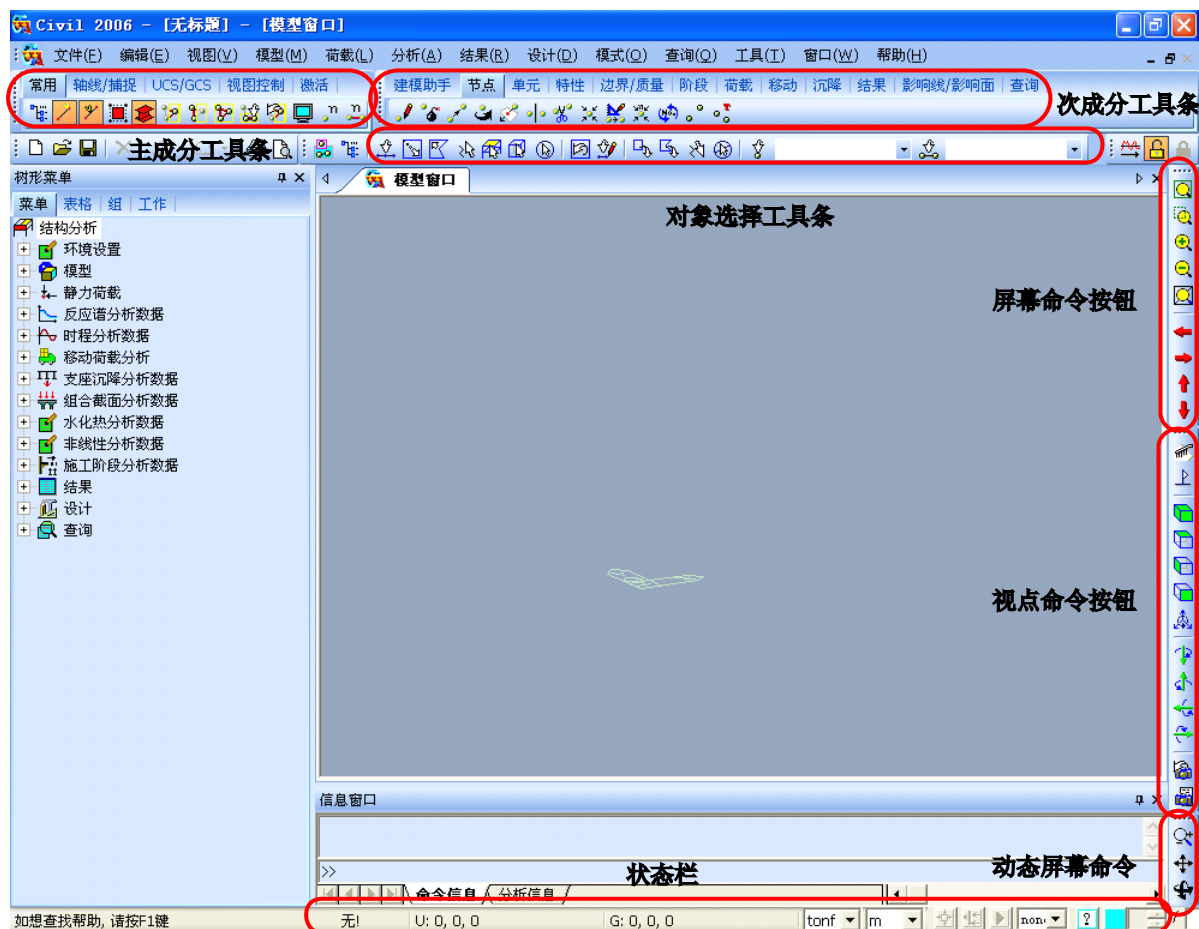 Civil 2006 - [无标题] - [模型窗口]
文件(F) 编辑(E) 视图(V) 模型(M) 荷载(L) 分析(A) 结果(R) 设计(D) 模式(O) 查询(Q) 工具(T) 窗口(W) 帮助(H)
常用 轴线/捕捉 UCS/GCS 视图控制 激活 建模助手 节点 单元 特性 边界/质量 阶段 荷载 移动 沉降 结果 影响线/影响面 查询
次成分工具条
主成分工具条
树形菜单
模型窗口
菜单 表格 组 工作
对象选择工具条
结构分析
环境设置
模型
静力荷载
反应谱分析数据
时程分析数据
移动荷载分析
支座沉降分析数据
组合截面分析数据
水化热分析数据
非线性分析数据
施工阶段分析数据
结果
设计
查询
屏幕命令按钮
视点命令按钮
信息窗口
>>
状态栏
动态屏幕命令
命令信息 分析信息
如想查找帮助, 请按F1键 无! U: 0, 0, 0 G: 0, 0, 0 tonf m non